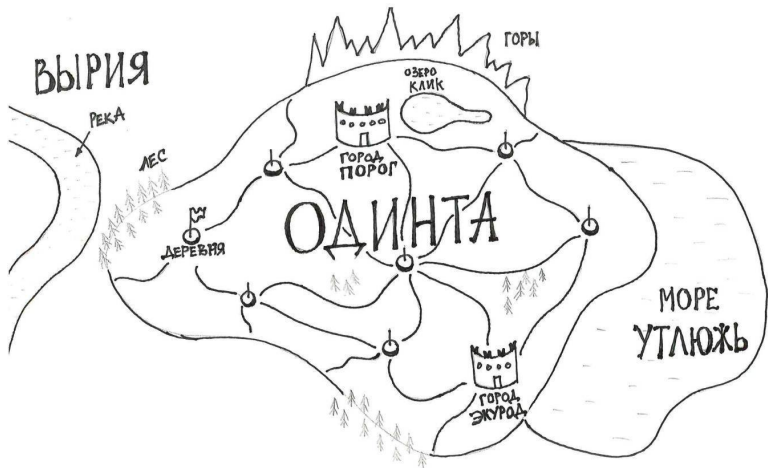 ГОРЫ
ВЫРИЯ
ОЗЕРО
КЛИК
РЕКА
ЛЕС
ГОРОД
ПОРОГ
ОДИНТА
ДЕРЕВНЯ
МОРЕ
УТЛЮЖЬ
ГОРОД
ЭКУРОД